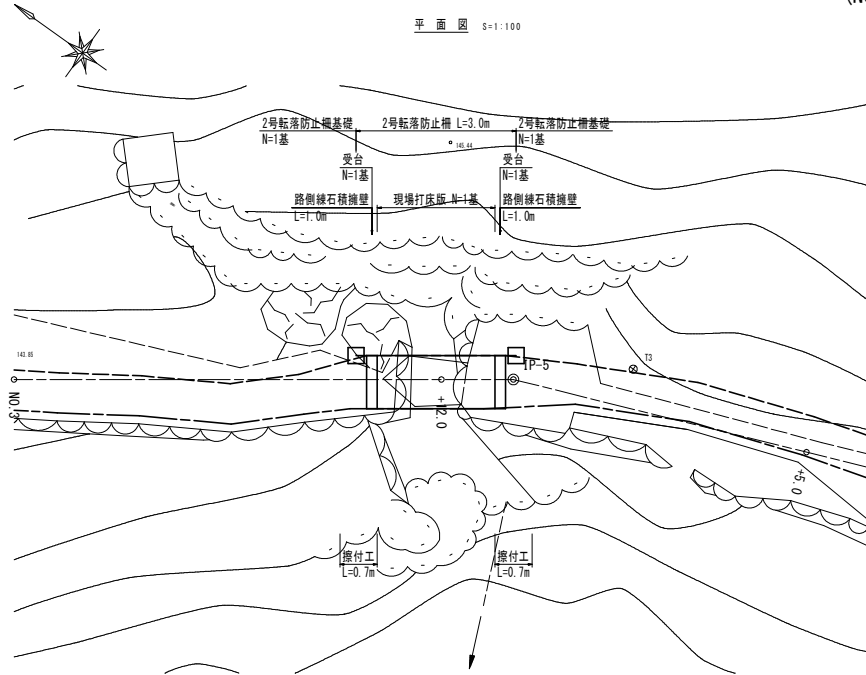 平面図 S=1:100
2号転落防止柵基礎
N=1基
2号転落防止柵 L=3.0m
2号転落防止柵基礎
N=1基
145.44
受台
N=1基
受台
N=1基
路側練石積擁壁
L=1.0m
現場打床版 N=1基
路側練石積擁壁
L=1.0m
143.85
T3
IP-5
NO.3
+12.0
+5.0
擦付工
L=0.7m
擦付工
L=0.7m